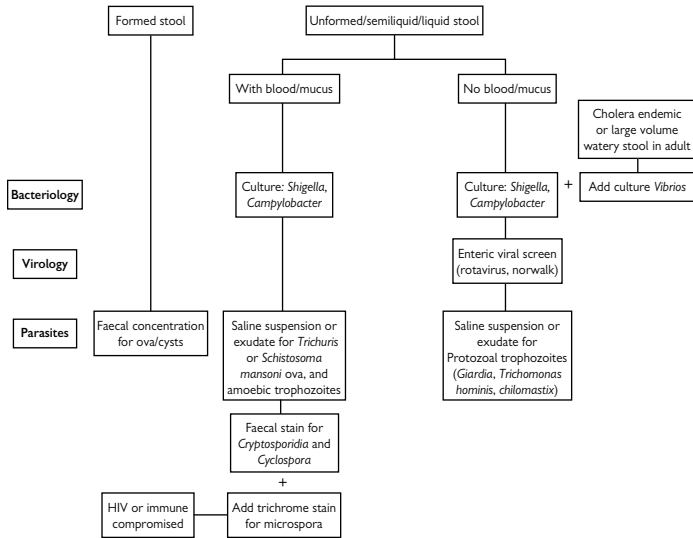 Formed stool
Unformed/semiliquid/liquid stool
With blood/mucus
No blood/mucus
Cholera endemic
or large volume
watery stool in adult
Bacteriology
Culture: Shigella,
Campylobacter
Culture: Shigella,
Campylobacter
+
Add culture Vibrios
Virology
Enteric viral screen
(rotavirus, norwalk)
Parasites
Faecal concentration
for ova/cysts
Saline suspension or
exudate for Trichuris
or Schistosoma
mansoni ova, and
amoebic trophozoites
Saline suspension or
exudate for
Protozoal trophozoites
(Giardia, Trichomonas
hominis, chilomastix)
Faecal stain for
Cryptosporidia and
Cyclospora
+
HIV or immune
compromised
Add trichrome stain
for microspora